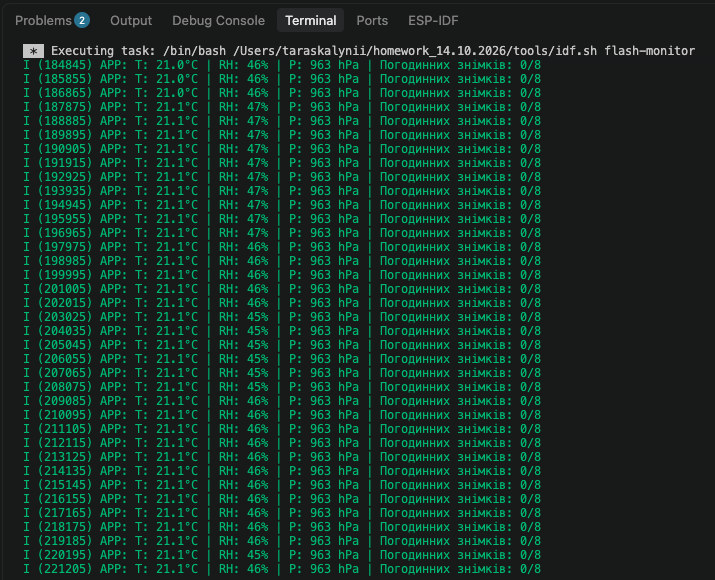 Problems 2 Output Debug Console Terminal Ports ESP-IDF
* Executing task: /bin/bash /Users/taraskalynii/homework_14.10.2026/tools/idf.sh flash-monitor
I (184845) APP: T: 21.0°C | RH: 46% | P: 963 hPa | Погодинних знімків: 0/8
I (185855) APP: T: 21.0°C | RH: 46% | P: 963 hPa | Погодинних знімків: 0/8
I (186865) APP: T: 21.0°C | RH: 46% | P: 963 hPa | Погодинних знімків: 0/8
I (187875) APP: T: 21.1°C | RH: 47% | P: 963 hPa | Погодинних знімків: 0/8
I (188885) APP: T: 21.1°C | RH: 47% | P: 963 hPa | Погодинних знімків: 0/8
I (189895) APP: T: 21.1°C | RH: 47% | P: 963 hPa | Погодинних знімків: 0/8
I (190905) APP: T: 21.1°C | RH: 47% | P: 963 hPa | Погодинних знімків: 0/8
I (191915) APP: T: 21.1°C | RH: 47% | P: 963 hPa | Погодинних знімків: 0/8
I (192925) APP: T: 21.1°C | RH: 47% | P: 963 hPa | Погодинних знімків: 0/8
I (193935) APP: T: 21.1°C | RH: 47% | P: 963 hPa | Погодинних знімків: 0/8
I (194945) APP: T: 21.1°C | RH: 47% | P: 963 hPa | Погодинних знімків: 0/8
I (195955) APP: T: 21.1°C | RH: 47% | P: 963 hPa | Погодинних знімків: 0/8
I (196965) APP: T: 21.1°C | RH: 47% | P: 963 hPa | Погодинних знімків: 0/8
I (197975) APP: T: 21.1°C | RH: 46% | P: 963 hPa | Погодинних знімків: 0/8
I (198985) APP: T: 21.1°C | RH: 46% | P: 963 hPa | Погодинних знімків: 0/8
I (199995) APP: T: 21.1°C | RH: 46% | P: 963 hPa | Погодинних знімків: 0/8
I (201005) APP: T: 21.1°C | RH: 46% | P: 963 hPa | Погодинних знімків: 0/8
I (202015) APP: T: 21.1°C | RH: 46% | P: 963 hPa | Погодинних знімків: 0/8
I (203025) APP: T: 21.1°C | RH: 45% | P: 963 hPa | Погодинних знімків: 0/8
I (204035) APP: T: 21.1°C | RH: 45% | P: 963 hPa | Погодинних знімків: 0/8
I (205045) APP: T: 21.1°C | RH: 45% | P: 963 hPa | Погодинних знімків: 0/8
I (206055) APP: T: 21.1°C | RH: 45% | P: 963 hPa | Погодинних знімків: 0/8
I (207065) APP: T: 21.1°C | RH: 45% | P: 963 hPa | Погодинних знімків: 0/8
I (208075) APP: T: 21.1°C | RH: 45% | P: 963 hPa | Погодинних знімків: 0/8
I (209085) APP: T: 21.1°C | RH: 46% | P: 963 hPa | Погодинних знімків: 0/8
I (210095) APP: T: 21.1°C | RH: 46% | P: 963 hPa | Погодинних знімків: 0/8
I (211105) APP: T: 21.1°C | RH: 46% | P: 963 hPa | Погодинних знімків: 0/8
I (212115) APP: T: 21.1°C | RH: 46% | P: 963 hPa | Погодинних знімків: 0/8
I (213125) APP: T: 21.1°C | RH: 46% | P: 963 hPa | Погодинних знімків: 0/8
I (214135) APP: T: 21.1°C | RH: 46% | P: 963 hPa | Погодинних знімків: 0/8
I (215145) APP: T: 21.1°C | RH: 46% | P: 963 hPa | Погодинних знімків: 0/8
I (216155) APP: T: 21.1°C | RH: 46% | P: 963 hPa | Погодинних знімків: 0/8
I (217165) APP: T: 21.1°C | RH: 46% | P: 963 hPa | Погодинних знімків: 0/8
I (218175) APP: T: 21.1°C | RH: 46% | P: 963 hPa | Погодинних знімків: 0/8
I (219185) APP: T: 21.1°C | RH: 46% | P: 963 hPa | Погодинних знімків: 0/8
I (220195) APP: T: 21.1°C | RH: 45% | P: 963 hPa | Погодинних знімків: 0/8
I (221205) APP: T: 21.1°C | RH: 46% | P: 963 hPa | Погодинних знімків: 0/8